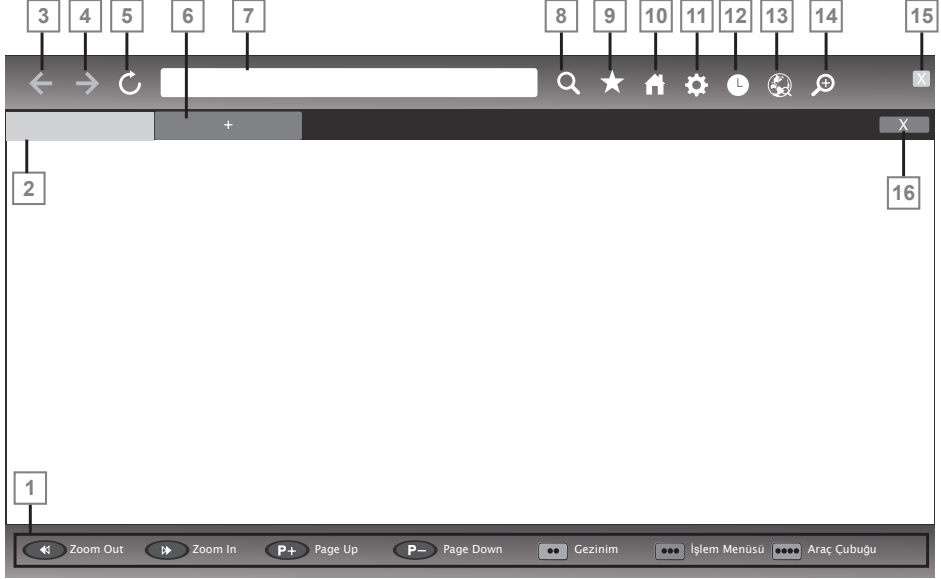 3 4 5 6 7 8 9 10 11 12 13 14 15
X
+ X
2 16
1
Zoom Out Zoom In P+ Page Up P− Page Down Gezinim İşlem Menüsü Araç Çubuğu